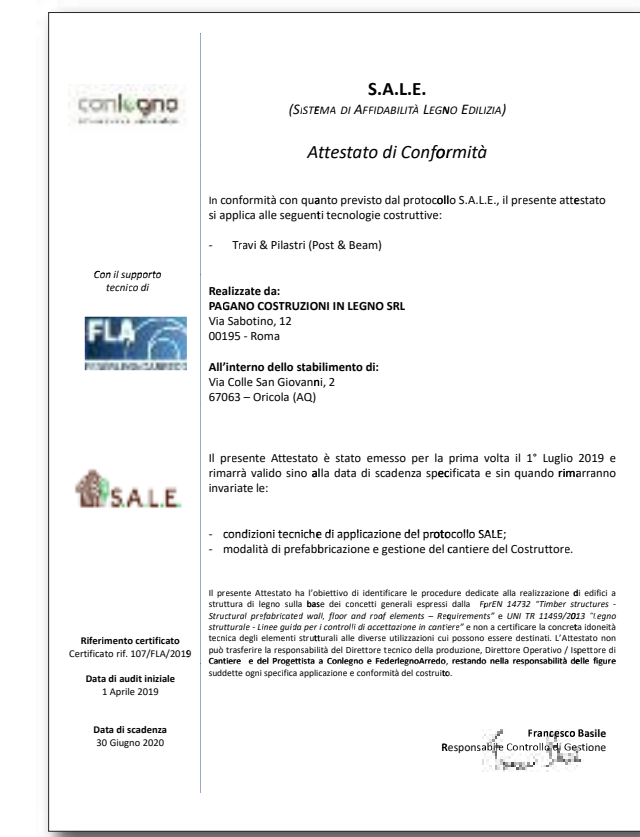 conlegno
S.A.L.E.
(SISTEMA DI AFFIDABILITÀ LEGNO EDILIZIA)
Attestato di Conformità
In conformità con quanto previsto dal protocollo S.A.L.E., il presente attestato
si applica alle seguenti tecnologie costruttive:
- Travi & Pilastri (Post & Beam)
Con il supporto
tecnico di
FLA
FEDERLEGNOARREDO
Realizzate da:
PAGANO COSTRUZIONI IN LEGNO SRL
Via Sabotino, 12
00195 - Roma
All'interno dello stabilimento di:
Via Colle San Giovanni, 2
67063 – Oricola (AQ)
S.A.L.E.
Il presente Attestato è stato emesso per la prima volta il 1° Luglio 2019 e
rimarrà valido sino alla data di scadenza specificata e sin quando rimarranno
invariate le:
- condizioni tecniche di applicazione del protocollo SALE;
- modalità di prefabbricazione e gestione del cantiere del Costruttore.
Il presente Attestato ha l'obiettivo di identificare le procedure dedicate alla realizzazione di edifici a
struttura di legno sulla base dei concetti generali espressi dalla FprEN 14732 "Timber structures -
Structural prefabricated wall, floor and roof elements – Requirements" e UNI TR 11499/2013 "Legno
strutturale - Linee guida per i controlli di accettazione in cantiere" e non a certificare la concreta idoneità
tecnica degli elementi strutturali alle diverse utilizzazioni cui possono essere destinati. L'Attestato non
può trasferire la responsabilità del Direttore tecnico della produzione, Direttore Operativo / Ispettore di
Cantiere e del Progettista a Conlegno e FederlegnoArredo, restando nella responsabilità delle figure
suddette ogni specifica applicazione e conformità del costruito.
Riferimento certificato
Certificato rif. 107/FLA/2019
Data di audit iniziale
1 Aprile 2019
Data di scadenza
30 Giugno 2020
Francesco Basile
Responsabile Controllo di Gestione